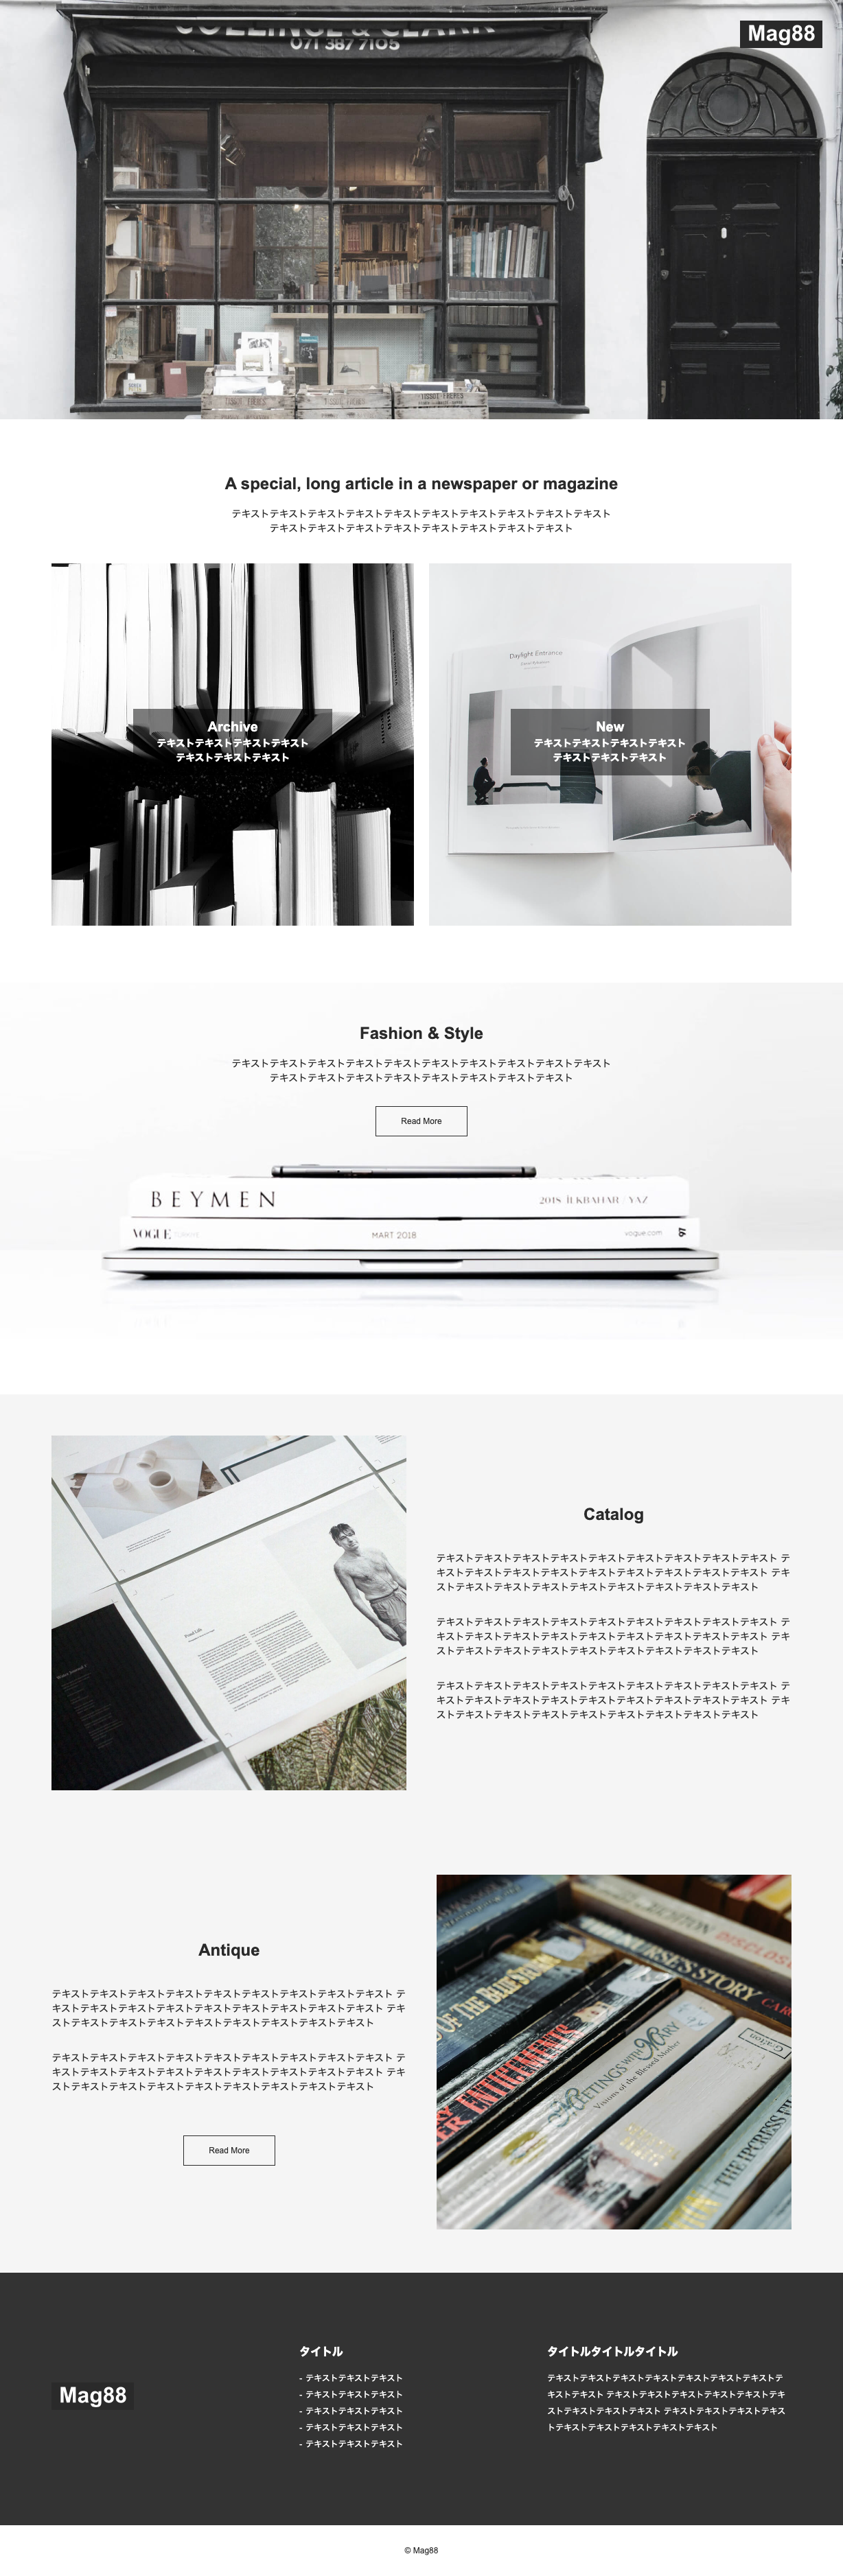 COLLINGE & CLARK
071 387 7105
Mag88
TISSOT FRERES
A special, long article in a newspaper or magazine
テキストテキストテキストテキストテキストテキストテキストテキストテキストテキスト
テキストテキストテキストテキストテキストテキストテキストテキスト
Archive
テキストテキストテキストテキスト
テキストテキストテキスト
Daylight Entrance
New
テキストテキストテキストテキスト
テキストテキストテキスト
Fashion & Style
テキストテキストテキストテキストテキストテキストテキストテキストテキストテキスト
テキストテキストテキストテキストテキストテキストテキストテキスト
Read More
BEYMEN 2018 İLKBAHAR / YAZ
VOGUE MART 2018 vogue.com
Catalog
テキストテキストテキストテキストテキストテキストテキストテキストテキスト テ
キストテキストテキストテキストテキストテキストテキストテキストテキスト テキ
ストテキストテキストテキストテキストテキストテキストテキストテキスト
テキストテキストテキストテキストテキストテキストテキストテキストテキスト テ
キストテキストテキストテキストテキストテキストテキストテキストテキスト テキ
ストテキストテキストテキストテキストテキストテキストテキストテキスト
テキストテキストテキストテキストテキストテキストテキストテキストテキスト テ
キストテキストテキストテキストテキストテキストテキストテキストテキスト テキ
ストテキストテキストテキストテキストテキストテキストテキストテキスト
Antique
テキストテキストテキストテキストテキストテキストテキストテキストテキスト テ
キストテキストテキストテキストテキストテキストテキストテキストテキスト テキ
ストテキストテキストテキストテキストテキストテキストテキストテキスト
テキストテキストテキストテキストテキストテキストテキストテキストテキスト テ
キストテキストテキストテキストテキストテキストテキストテキストテキスト テキ
ストテキストテキストテキストテキストテキストテキストテキストテキスト
Read More
NURSE'S STORY
OF THE BLUESTEMS
ENTICEMENTS
MEETINGS WITH MARY
Visions of the Blessed Mother
Grafton
THE IPCRESS
Mag88
タイトル
- テキストテキストテキスト
- テキストテキストテキスト
- テキストテキストテキスト
- テキストテキストテキスト
- テキストテキストテキスト
タイトルタイトルタイトル
テキストテキストテキストテキストテキストテキストテキストテ
キストテキスト テキストテキストテキストテキストテキストテキ
ストテキストテキストテキスト テキストテキストテキストテキス
トテキストテキストテキストテキストテキスト
© Mag88